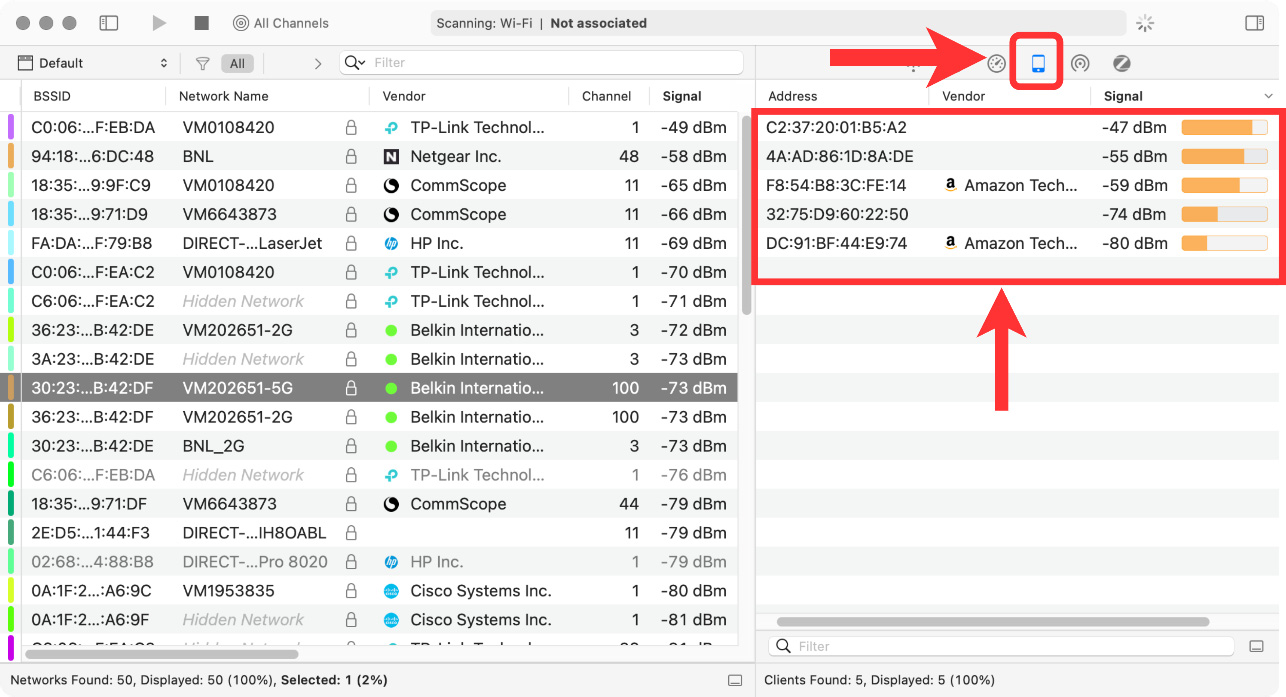 All Channels
Scanning: Wi-Fi | Not associated
Default All Filter
BSSID Network Name Vendor Channel Signal
C0:06:...F:EB:DA VM0108420 TP-Link Technol... 1 -49 dBm
94:18:...6:DC:48 BNL Netgear Inc. 48 -58 dBm
18:35:...9:9F:C9 VM0108420 CommScope 11 -65 dBm
18:35:...9:71:D9 VM6643873 CommScope 11 -66 dBm
FA:DA:...F:79:B8 DIRECT-...LaserJet HP Inc. 11 -69 dBm
C0:06:...F:EA:C2 VM0108420 TP-Link Technol... 1 -70 dBm
C6:06:...F:EA:C2 Hidden Network TP-Link Technol... 1 -71 dBm
36:23:...B:42:DE VM202651-2G Belkin Internatio... 3 -72 dBm
3A:23:...B:42:DE Hidden Network Belkin Internatio... 3 -73 dBm
30:23:...B:42:DF VM202651-5G Belkin Internatio... 100 -73 dBm
36:23:...B:42:DF VM202651-2G Belkin Internatio... 100 -73 dBm
30:23:...B:42:DE BNL_2G Belkin Internatio... 3 -73 dBm
C6:06:...F:EB:DA Hidden Network TP-Link Technol... 1 -76 dBm
18:35:...9:71:DF VM6643873 CommScope 44 -79 dBm
2E:D5:...1:44:F3 DIRECT-...IH8OABL 11 -79 dBm
02:68:...4:88:B8 DIRECT-...Pro 8020 HP Inc. 1 -79 dBm
0A:1F:2...:A6:9C VM1953835 Cisco Systems Inc. 1 -80 dBm
0A:1F:2...:A6:9F Hidden Network Cisco Systems Inc. 1 -81 dBm
Networks Found: 50, Displayed: 50 (100%), Selected: 1 (2%)
Address Vendor Signal
C2:37:20:01:B5:A2 -47 dBm
4A:AD:86:1D:8A:DE -55 dBm
F8:54:B8:3C:FE:14 Amazon Tech... -59 dBm
32:75:D9:60:22:50 -74 dBm
DC:91:BF:44:E9:74 Amazon Tech... -80 dBm
Filter
Clients Found: 5, Displayed: 5 (100%)